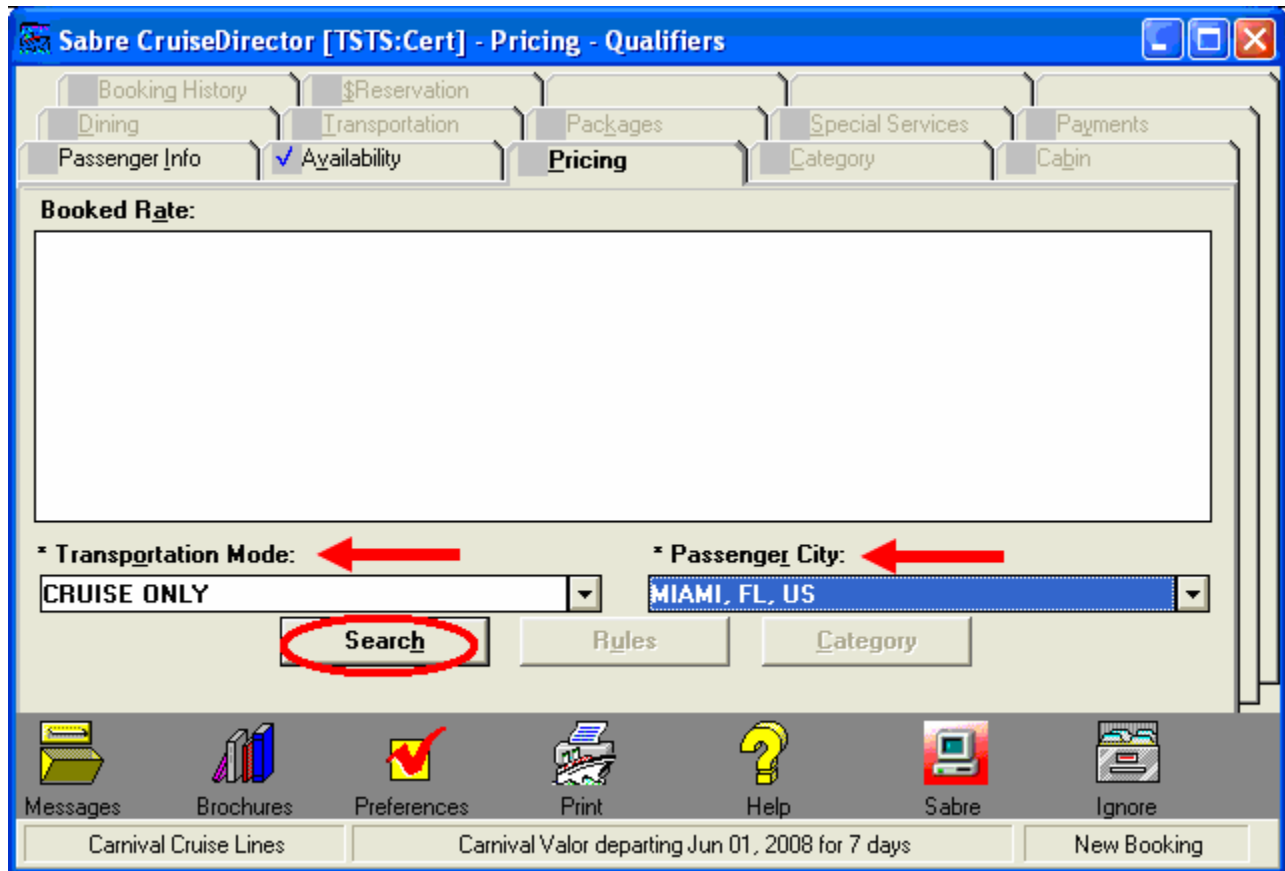 Sabre CruiseDirector [TSTS:Cert] - Pricing - Qualifiers
Booking History $Reservation
Dining Transportation Packages Special Services Payments
Passenger Info Availability Pricing Category Cabin
Booked Rate:
* Transportation Mode: * Passenger City:
CRUISE ONLY MIAMI, FL, US
Search Rules Category
Messages Brochures Preferences Print Help Sabre Ignore
Carnival Cruise Lines Carnival Valor departing Jun 01, 2008 for 7 days New Booking